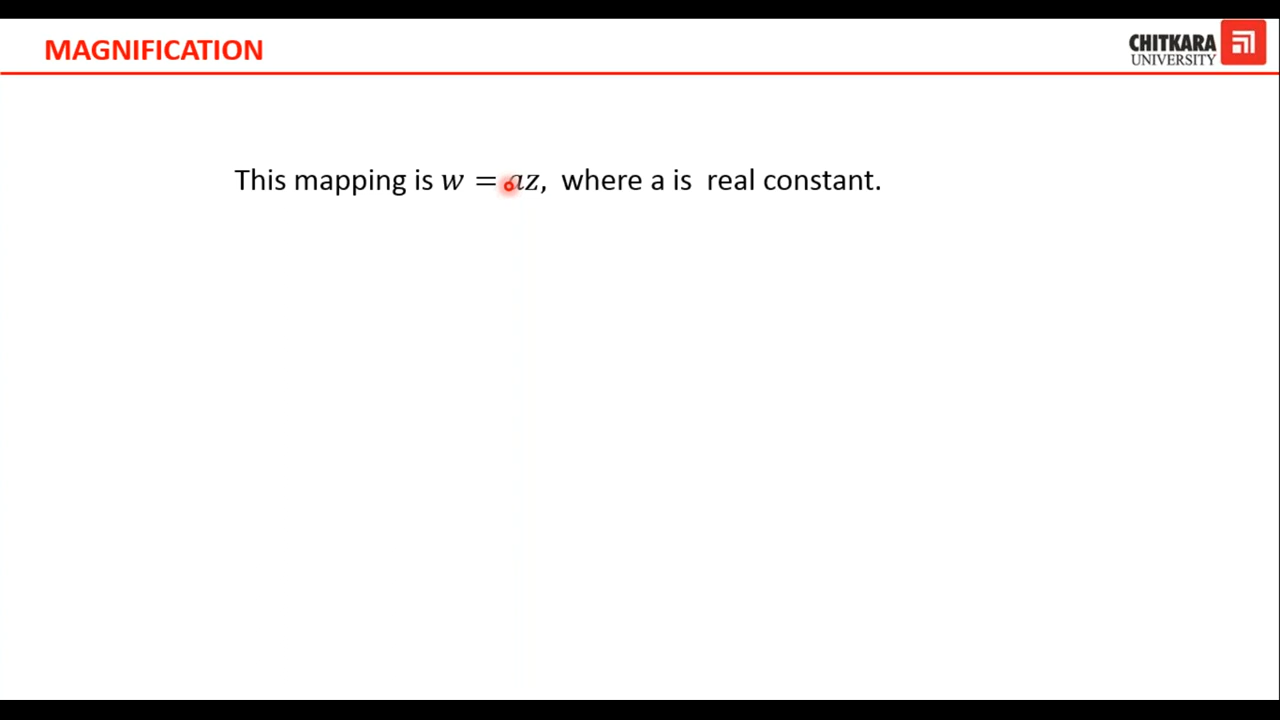 MAGNIFICATION
CHITKARA
UNIVERSITY
This mapping is w = az, where a is real constant.